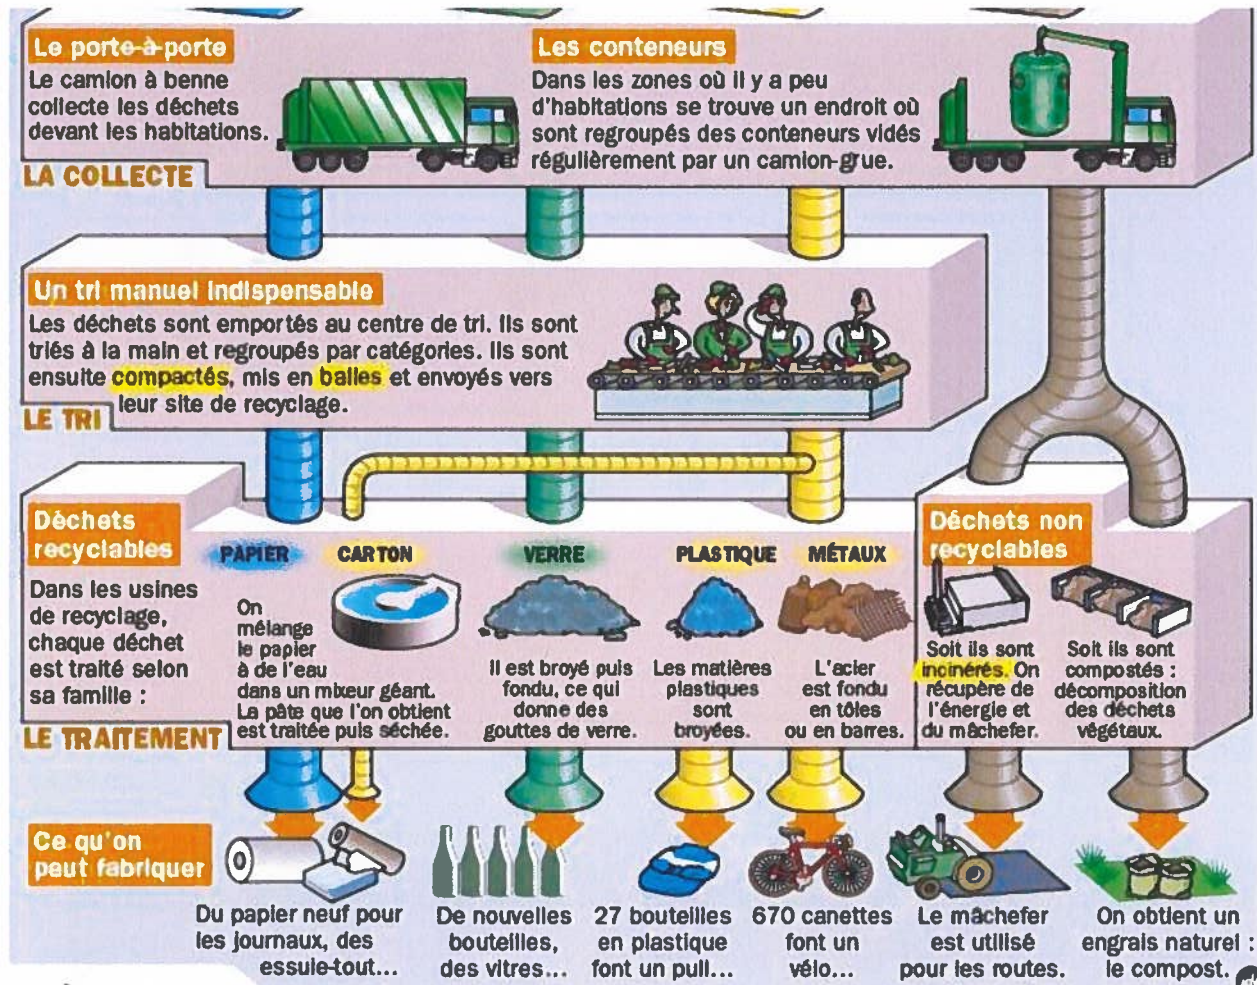 Le porte-à-porte
Le camion à benne
collecte les déchets
devant les habitations.
Les conteneurs
Dans les zones où il y a peu
d'habitations se trouve un endroit où
sont regroupés des conteneurs vidés
régulièrement par un camion-grue.
LA COLLECTE
Un tri manuel indispensable
Les déchets sont emportés au centre de tri. Ils sont
triés à la main et regroupés par catégories. Ils sont
ensuite compactés, mis en balles et envoyés vers
leur site de recyclage.
LE TRI
Déchets
recyclables
Dans les usines
de recyclage,
chaque déchet
est traité selon
sa famille :
PAPIER
CARTON
On
mélange
le papier
à de l'eau
dans un mixeur géant.
La pâte que l'on obtient
est traitée puis séchée.
VERRE
Il est broyé puis
fondu, ce qui
donne des
gouttes de verre.
PLASTIQUE
Les matières
plastiques
sont
broyées.
MÉTAUX
L'acier
est fondu
en tôles
ou en barres.
Déchets non
recyclables
Soit ils sont
incinérés. On
récupère de
l'énergie et
du mâchefer.
Soit ils sont
compostés :
décomposition
des déchets
végétaux.
LE TRAITEMENT
Ce qu'on
peut fabriquer
Du papier neuf pour
les journaux, des
essuie-tout...
De nouvelles
bouteilles,
des vitres...
27 bouteilles
en plastique
font un pull...
670 canettes
font un
vélo...
Le mâchefer
est utilisé
pour les routes.
On obtient un
engrais naturel :
le compost.